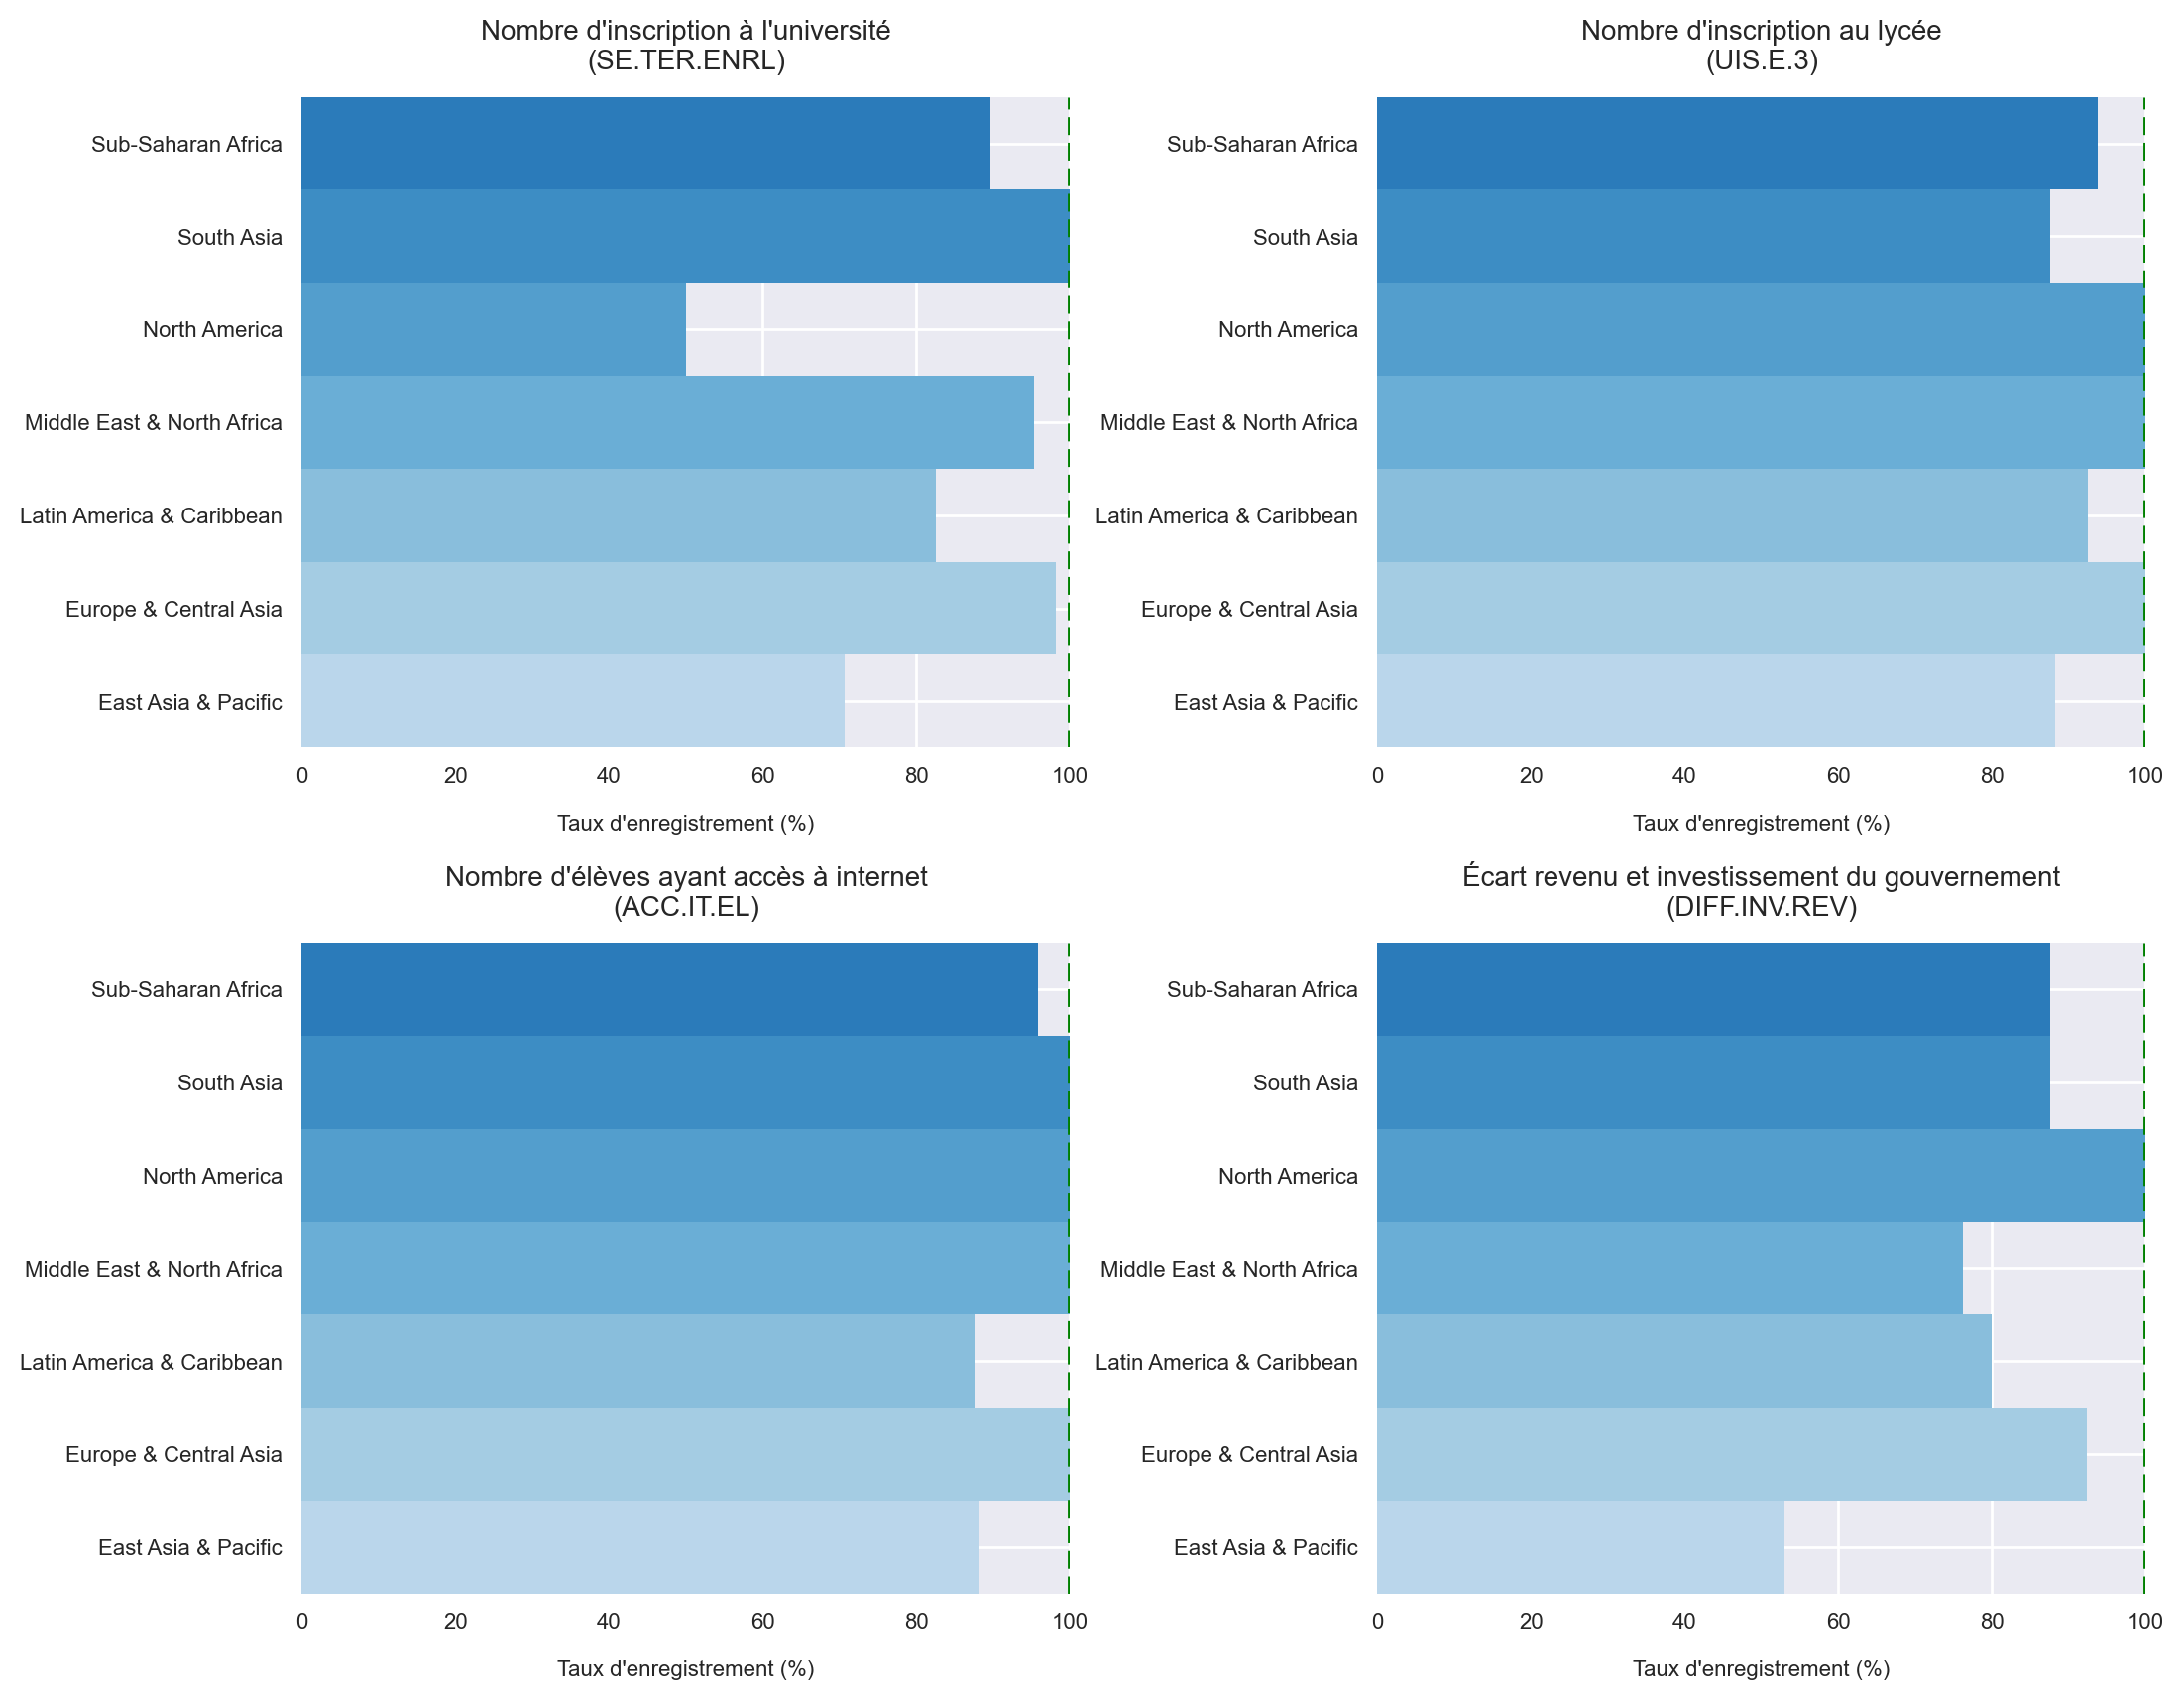 Nombre d'inscription à l'université
(SE.TER.ENRL)
Sub-Saharan Africa
South Asia
North America
Middle East & North Africa
Latin America & Caribbean
Europe & Central Asia
East Asia & Pacific
0 20 40 60 80 100
Taux d'enregistrement (%)
Nombre d'inscription au lycée
(UIS.E.3)
Sub-Saharan Africa
South Asia
North America
Middle East & North Africa
Latin America & Caribbean
Europe & Central Asia
East Asia & Pacific
0 20 40 60 80 100
Taux d'enregistrement (%)
Nombre d'élèves ayant accès à internet
(ACC.IT.EL)
Sub-Saharan Africa
South Asia
North America
Middle East & North Africa
Latin America & Caribbean
Europe & Central Asia
East Asia & Pacific
0 20 40 60 80 100
Taux d'enregistrement (%)
Écart revenu et investissement du gouvernement
(DIFF.INV.REV)
Sub-Saharan Africa
South Asia
North America
Middle East & North Africa
Latin America & Caribbean
Europe & Central Asia
East Asia & Pacific
0 20 40 60 80 100
Taux d'enregistrement (%)